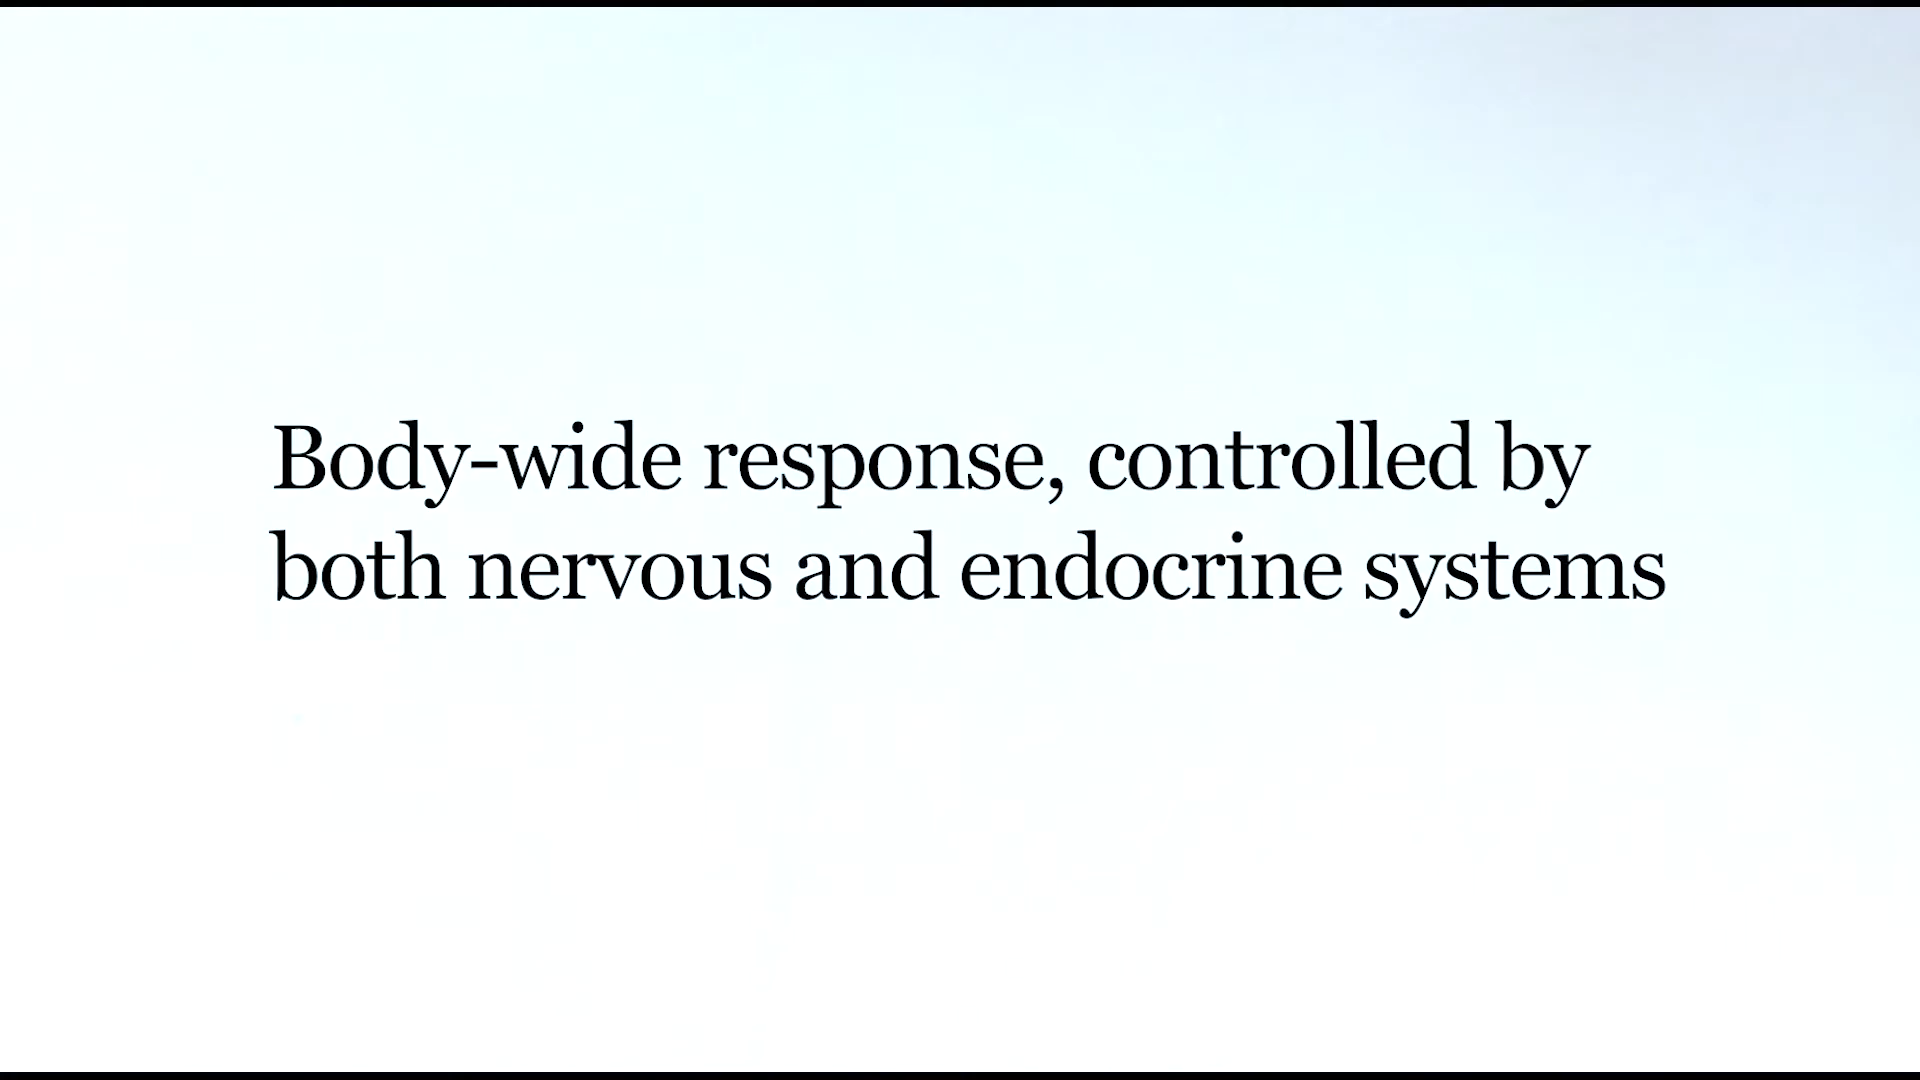 Body-wide response, controlled by
both nervous and endocrine systems